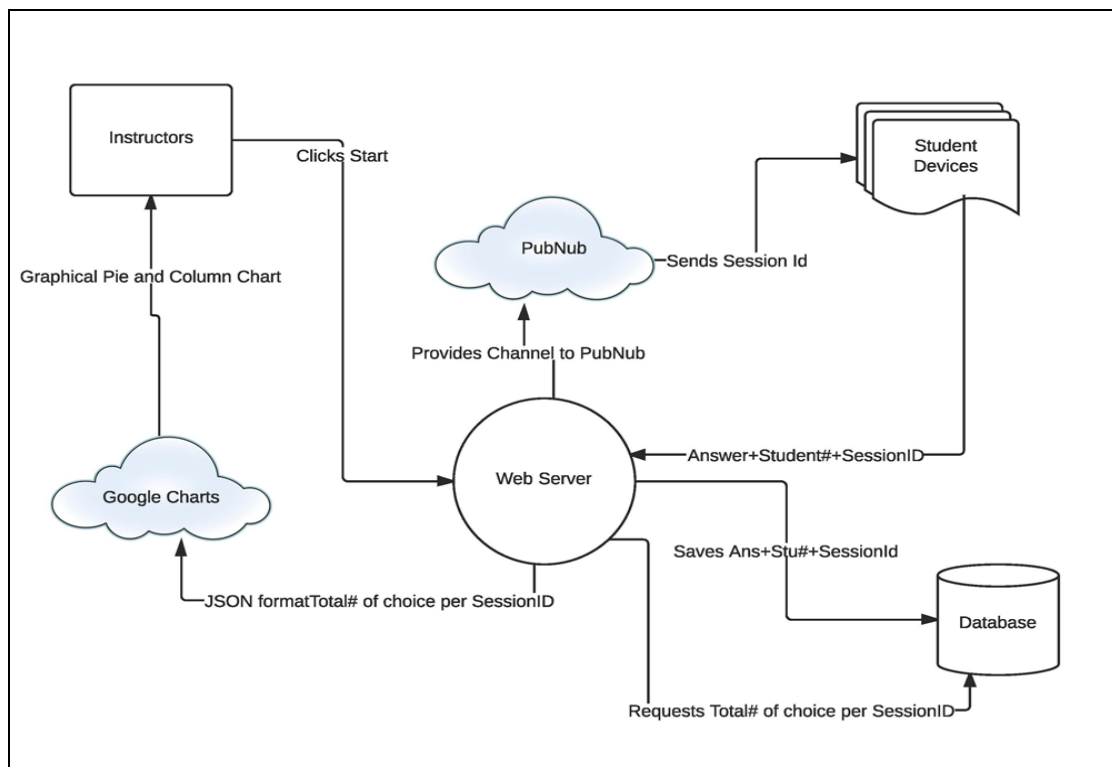 Instructors
Clicks Start
Student
Devices
PubNub
Sends Session Id
Graphical Pie and Column Chart
Provides Channel to PubNub
Answer+Student#+SessionID
Web Server
Google Charts
Saves Ans+Stu#+SessionId
JSON formatTotal# of choice per SessionID
Database
Requests Total# of choice per SessionID